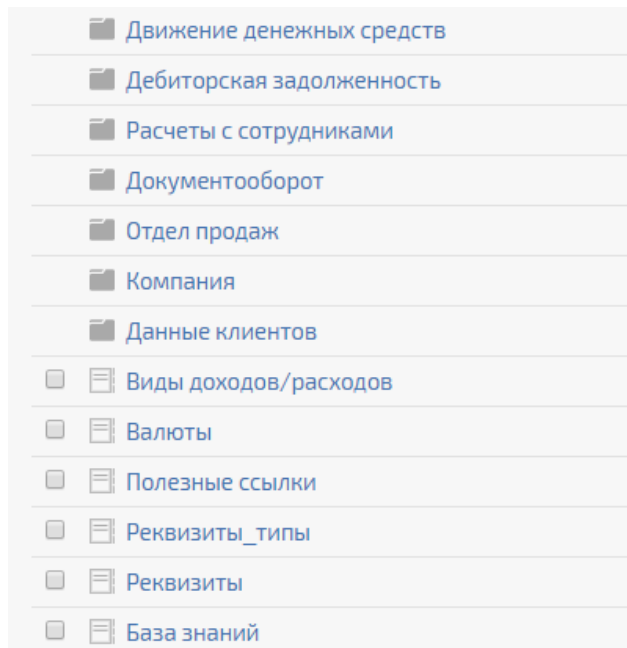 Движение денежных средств
Дебиторская задолженность
Расчеты с сотрудниками
Документооборот
Отдел продаж
Компания
Данные клиентов
Виды доходов/расходов
Валюты
Полезные ссылки
Реквизиты_типы
Реквизиты
База знаний